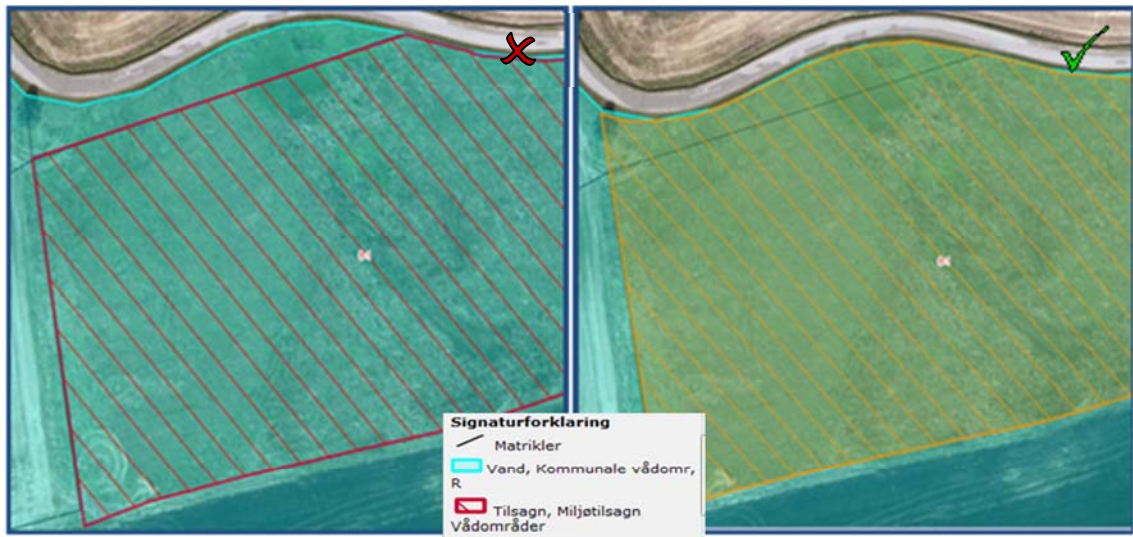 Signaturforklaring
Matrikler
Vand, Kommunale vådomr,
R
Tilsagn, Miljøtilsagn
Vådområder